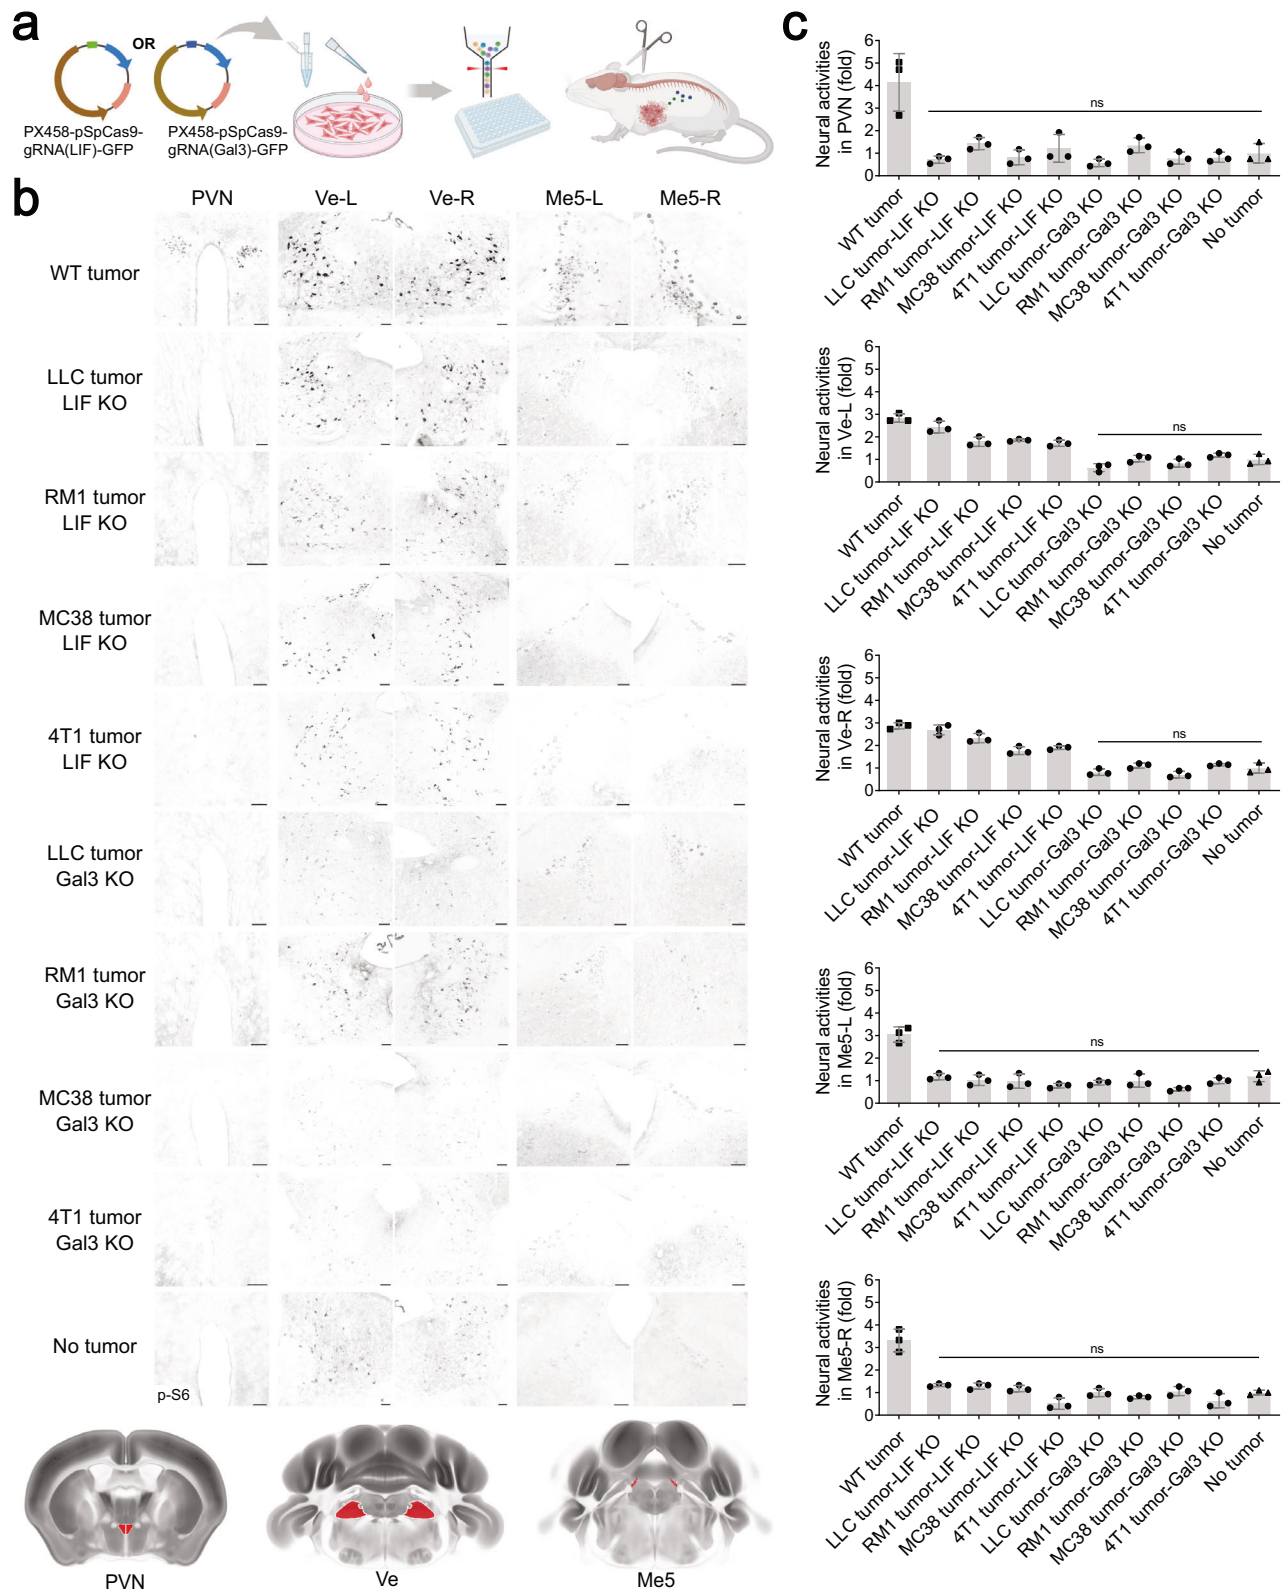 a
OR
PX458-pSpCas9-
gRNA(LIF)-GFP
PX458-pSpCas9-
gRNA(Gal3)-GFP
b
PVN
Ve-L
Ve-R
Me5-L
Me5-R
WT tumor
LLC tumor
LIF KO
RM1 tumor
LIF KO
MC38 tumor
LIF KO
4T1 tumor
LIF KO
LLC tumor
Gal3 KO
RM1 tumor
Gal3 KO
MC38 tumor
Gal3 KO
4T1 tumor
Gal3 KO
No tumor
p-S6
PVN
Ve
Me5
c
Neural activities
in PVN (fold)
6
5
4
3
2
1
0
ns
WT tumor
LLC tumor-LIF KO
RM1 tumor-LIF KO
MC38 tumor-LIF KO
4T1 tumor-LIF KO
LLC tumor-Gal3 KO
RM1 tumor-Gal3 KO
MC38 tumor-Gal3 KO
4T1 tumor-Gal3 KO
No tumor
Neural activities
in Ve-L (fold)
6
5
4
3
2
1
0
ns
WT tumor
LLC tumor-LIF KO
RM1 tumor-LIF KO
MC38 tumor-LIF KO
4T1 tumor-LIF KO
LLC tumor-Gal3 KO
RM1 tumor-Gal3 KO
MC38 tumor-Gal3 KO
4T1 tumor-Gal3 KO
No tumor
Neural activities
in Ve-R (fold)
6
5
4
3
2
1
0
ns
WT tumor
LLC tumor-LIF KO
RM1 tumor-LIF KO
MC38 tumor-LIF KO
4T1 tumor-LIF KO
LLC tumor-Gal3 KO
RM1 tumor-Gal3 KO
MC38 tumor-Gal3 KO
4T1 tumor-Gal3 KO
No tumor
Neural activities
in Me5-L (fold)
6
5
4
3
2
1
0
ns
WT tumor
LLC tumor-LIF KO
RM1 tumor-LIF KO
MC38 tumor-LIF KO
4T1 tumor-LIF KO
LLC tumor-Gal3 KO
RM1 tumor-Gal3 KO
MC38 tumor-Gal3 KO
4T1 tumor-Gal3 KO
No tumor
Neural activities
in Me5-R (fold)
6
5
4
3
2
1
0
ns
WT tumor
LLC tumor-LIF KO
RM1 tumor-LIF KO
MC38 tumor-LIF KO
4T1 tumor-LIF KO
LLC tumor-Gal3 KO
RM1 tumor-Gal3 KO
MC38 tumor-Gal3 KO
4T1 tumor-Gal3 KO
No tumor